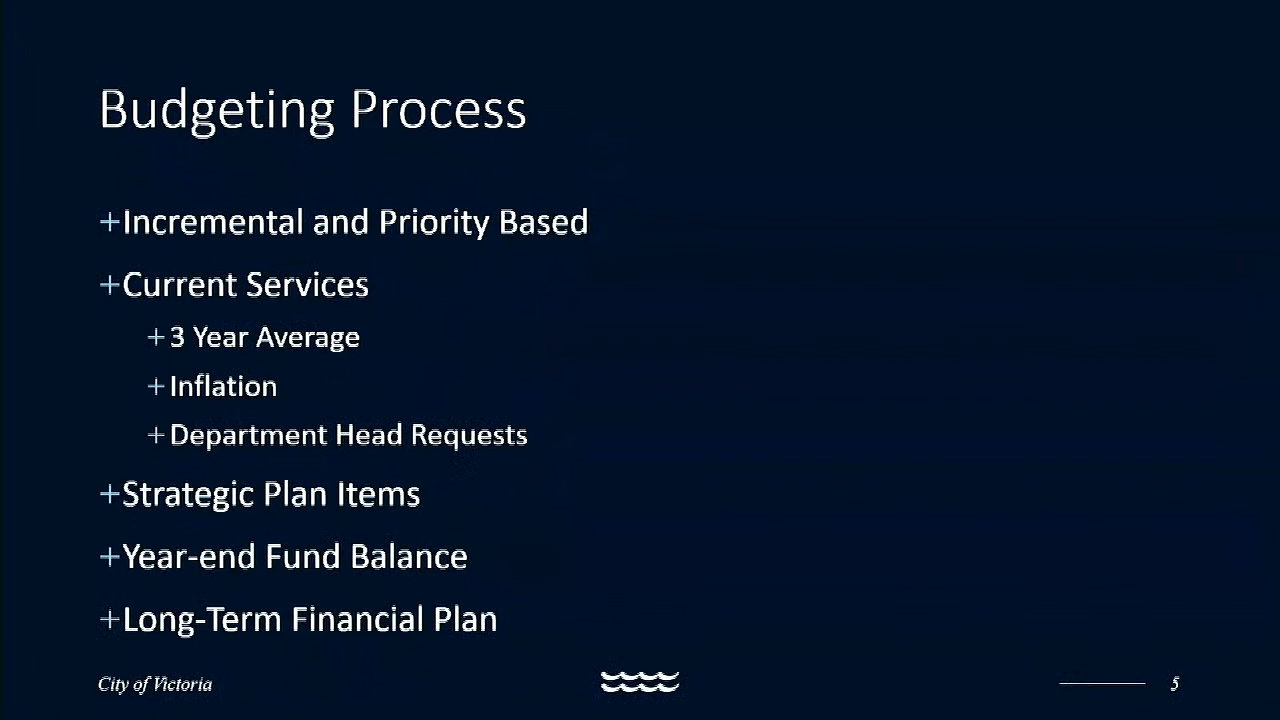 Budgeting Process
+Incremental and Priority Based
+Current Services
+3 Year Average
+Inflation
+Department Head Requests
+Strategic Plan Items
+Year-end Fund Balance
+Long-Term Financial Plan
City of Victoria
5